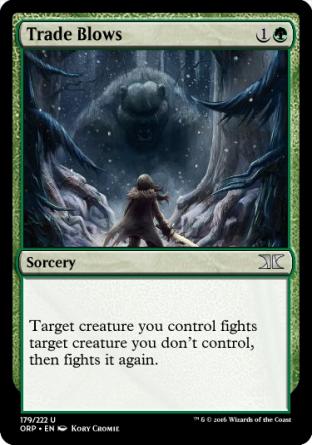 Trade Blows 1
Sorcery
Target creature you control fights
target creature you don't control,
then fights it again.
179/222 U
ORP • EN KORY CROMIE
™ & © 2016 Wizards of the Coast